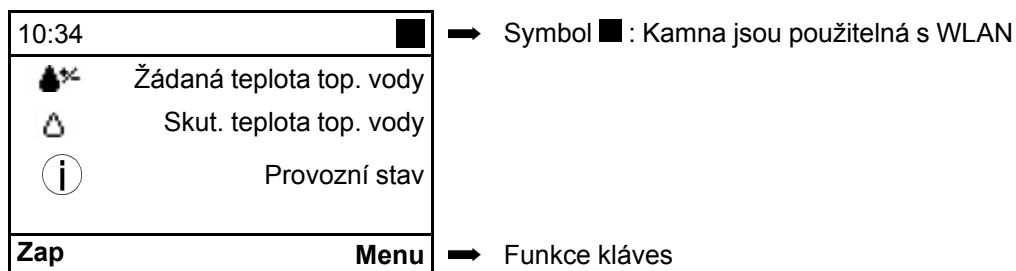 10:34 ■ Symbol ■ : Kamna jsou použitelná s WLAN
Žádaná teplota top. vody
Skut. teplota top. vody
i Provozní stav
Zap Menu Funkce kláves